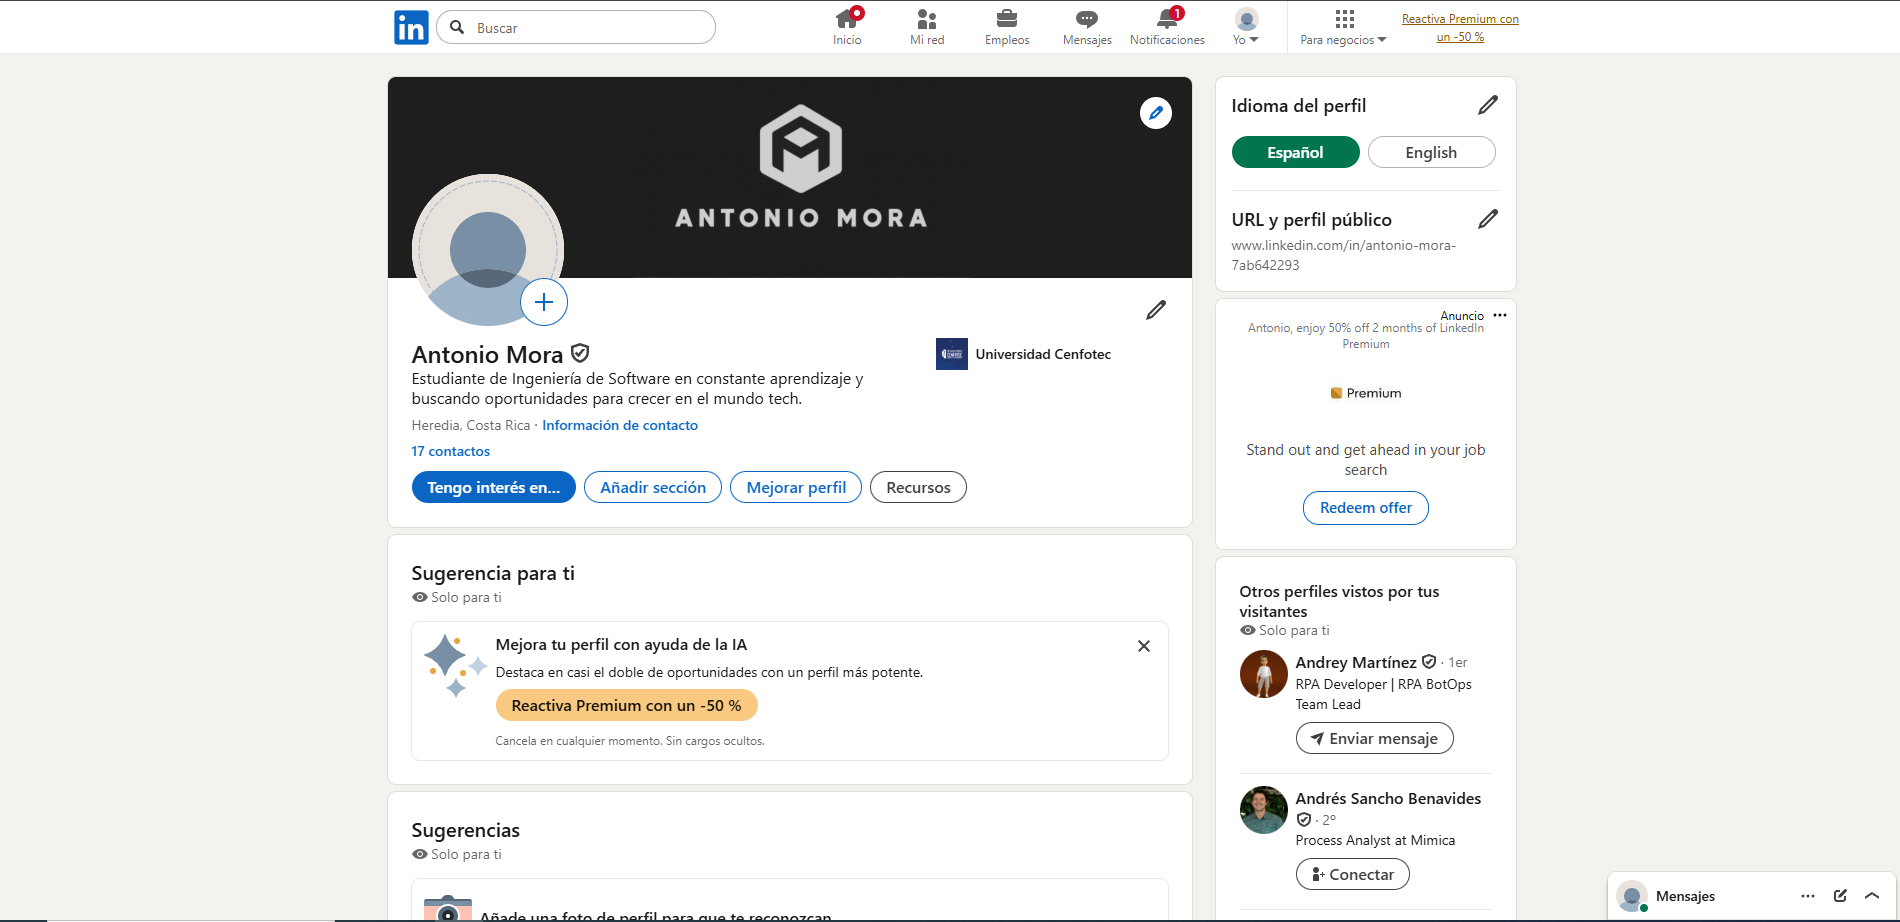 in
Buscar
Inicio
Mi red
Empleos
Mensajes
1
Notificaciones
Yo
Para negocios
Reactiva Premium con
un -50 %
ANTONIO MORA
Antonio Mora
Estudiante de Ingeniería de Software en constante aprendizaje y
buscando oportunidades para crecer en el mundo tech.
Heredia, Costa Rica · Información de contacto
17 contactos
Tengo interés en...
Añadir sección
Mejorar perfil
Recursos
Universidad Cenfotec
Sugerencia para ti
Solo para ti
Mejora tu perfil con ayuda de la IA
Destaca en casi el doble de oportunidades con un perfil más potente.
Reactiva Premium con un -50 %
Cancela en cualquier momento. Sin cargos ocultos.
Sugerencias
Solo para ti
Añade una foto de perfil para que te reconozcan
Idioma del perfil
Español
English
URL y perfil público
www.linkedin.com/in/antonio-mora-
7ab642293
Anuncio
Antonio, enjoy 50% off 2 months of LinkedIn
Premium
Premium
Stand out and get ahead in your job
search
Redeem offer
Otros perfiles vistos por tus
visitantes
Solo para ti
Andrey Martínez · 1er
RPA Developer | RPA BotOps
Team Lead
Enviar mensaje
Andrés Sancho Benavides
· 2º
Process Analyst at Mimica
Conectar
Mensajes